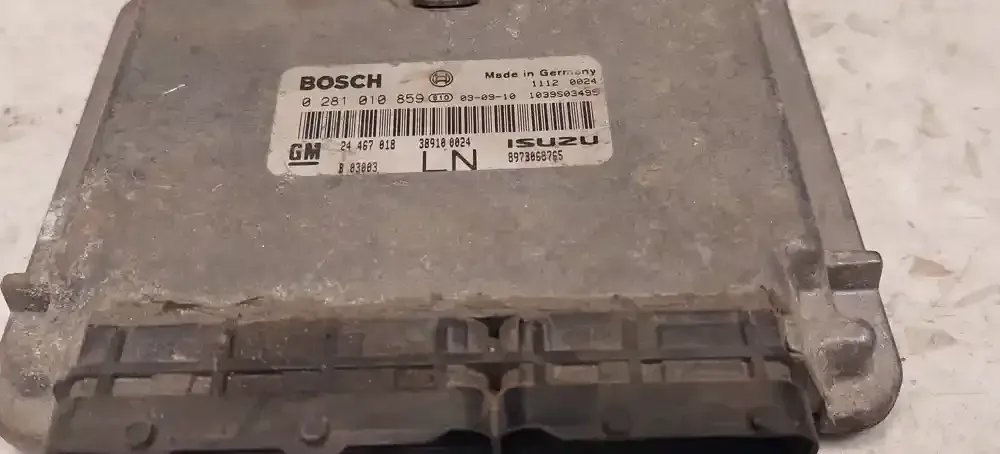 BOSCH Made in Germany
1112 0024
0 281 010 859 B10 03-09-10 1039S03495
GM 24 467 018 38910 0024 ISUZU
B 03003 LN 8973068765